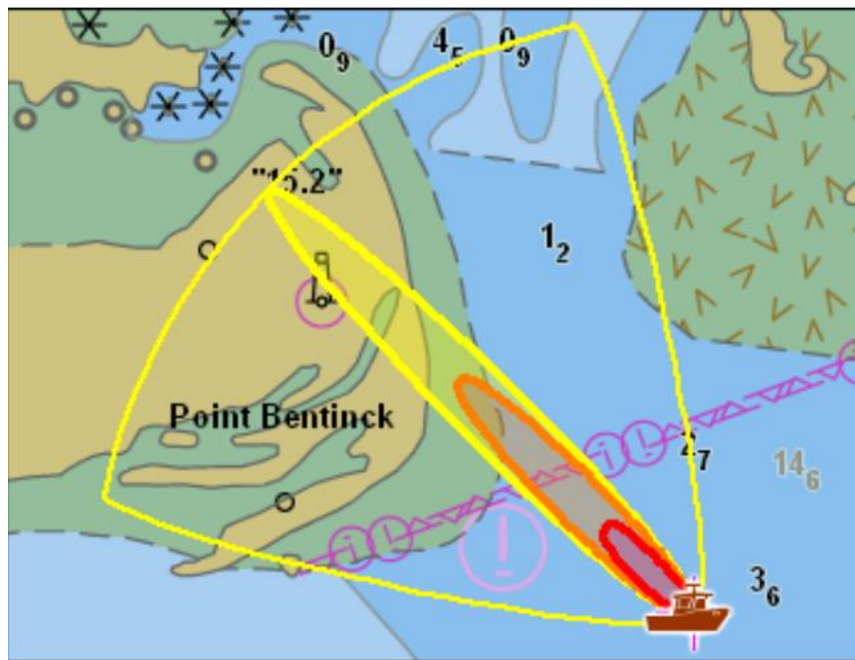 0₉ 4₅ 0₉
"15.2"
1₂
Point Bentinck
2₇
14₆
i ! i !
!
3₆